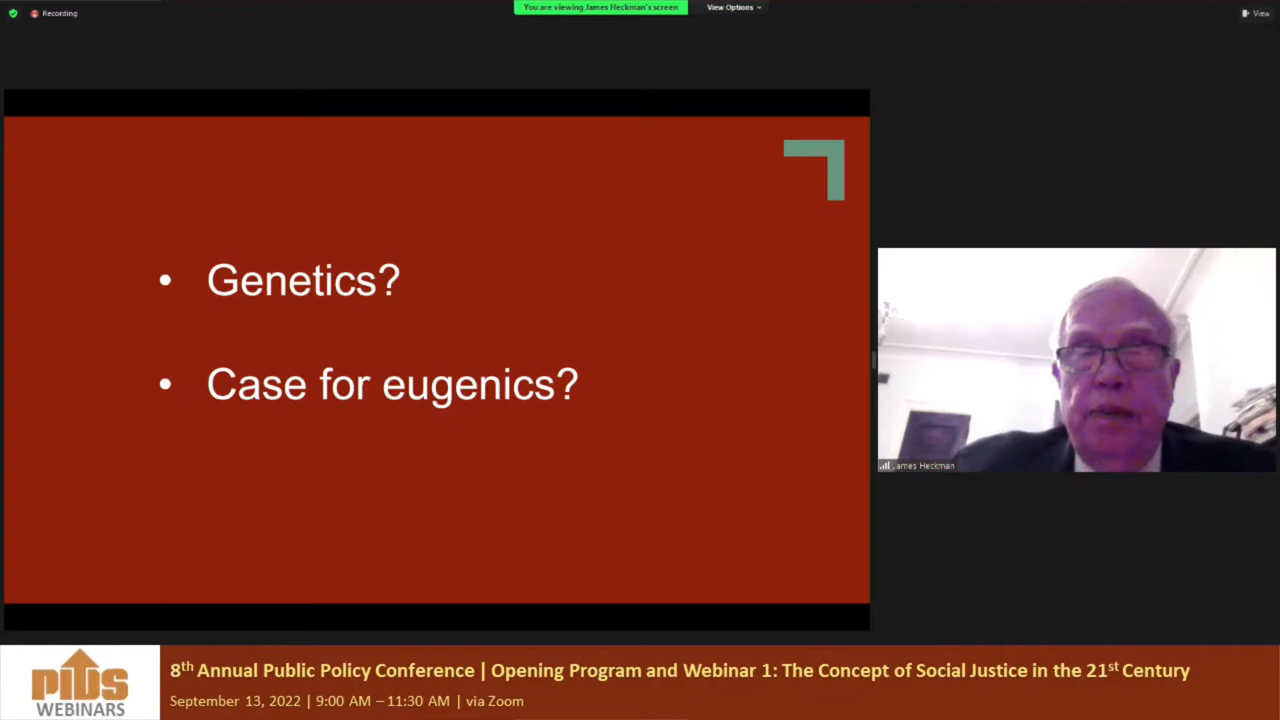 Recording
You are viewing James Heckman's screen
View Options
View
• Genetics?
• Case for eugenics?
James Heckman
PIDS
WEBINARS
8th Annual Public Policy Conference | Opening Program and Webinar 1: The Concept of Social Justice in the 21st Century
September 13, 2022 | 9:00 AM – 11:30 AM | via Zoom